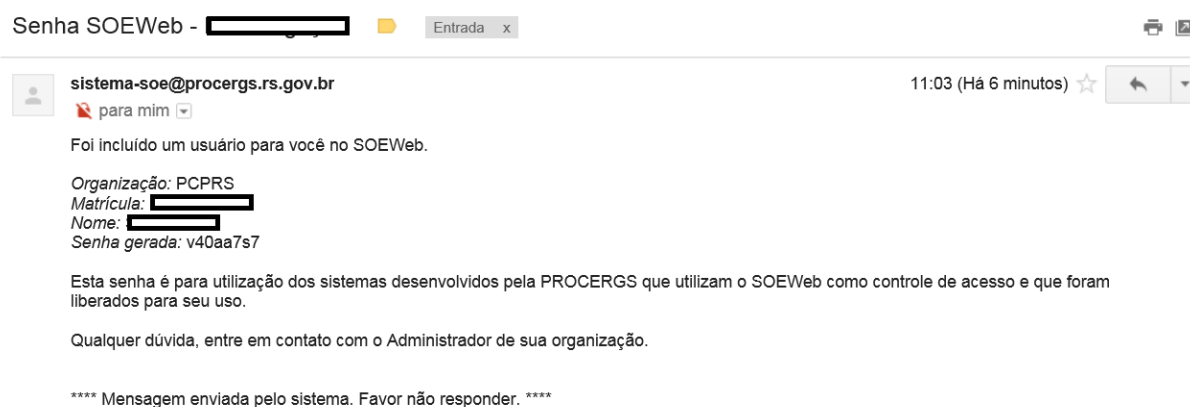 Senha SOEWeb -
Entrada x
sistema-soe@procergs.rs.gov.br
11:03 (Há 6 minutos)
para mim
Foi incluído um usuário para você no SOEWeb.
Organização: PCPRS
Matrícula:
Nome:
Senha gerada: v40aa7s7
Esta senha é para utilização dos sistemas desenvolvidos pela PROCERGS que utilizam o SOEWeb como controle de acesso e que foram
liberados para seu uso.
Qualquer dúvida, entre em contato com o Administrador de sua organização.
**** Mensagem enviada pelo sistema. Favor não responder. ****